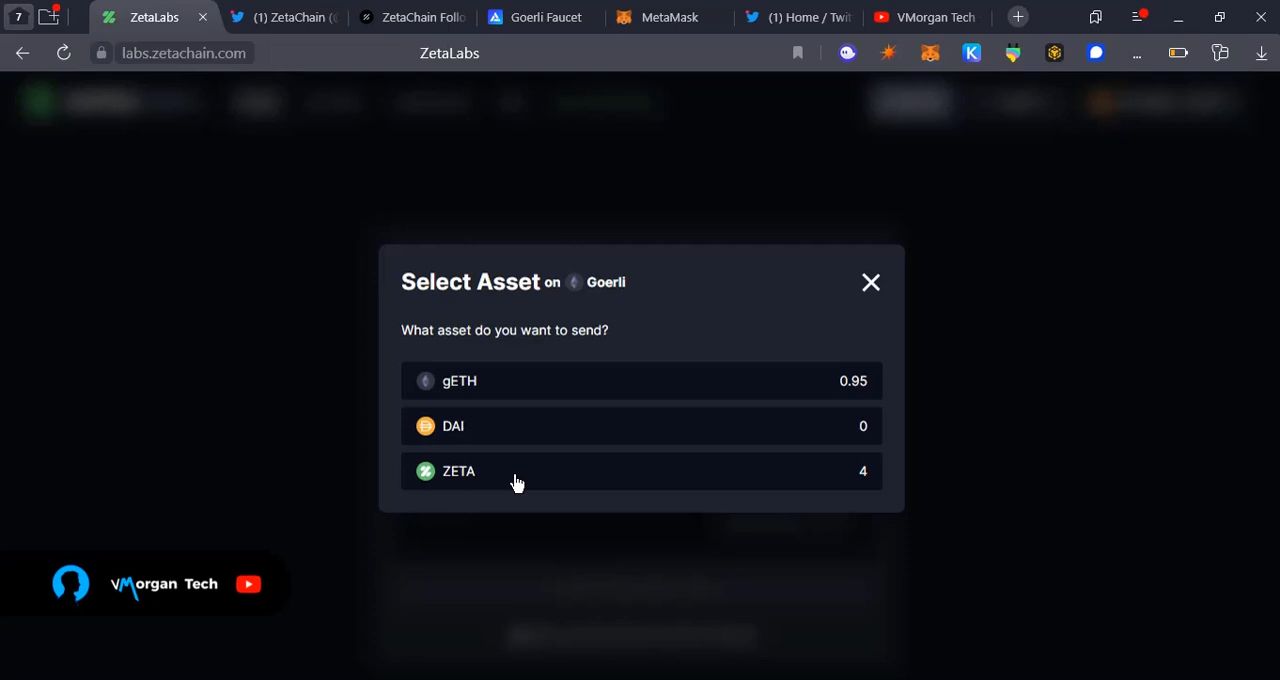 7
ZetaLabs
(1) ZetaChain (
ZetaChain Follo
Goerli Faucet
MetaMask
(1) Home / Twit
VMorgan Tech
labs.zetachain.com
ZetaLabs
Select Asset on Goerli
What asset do you want to send?
gETH 0.95
DAI 0
ZETA 4
VMorgan Tech